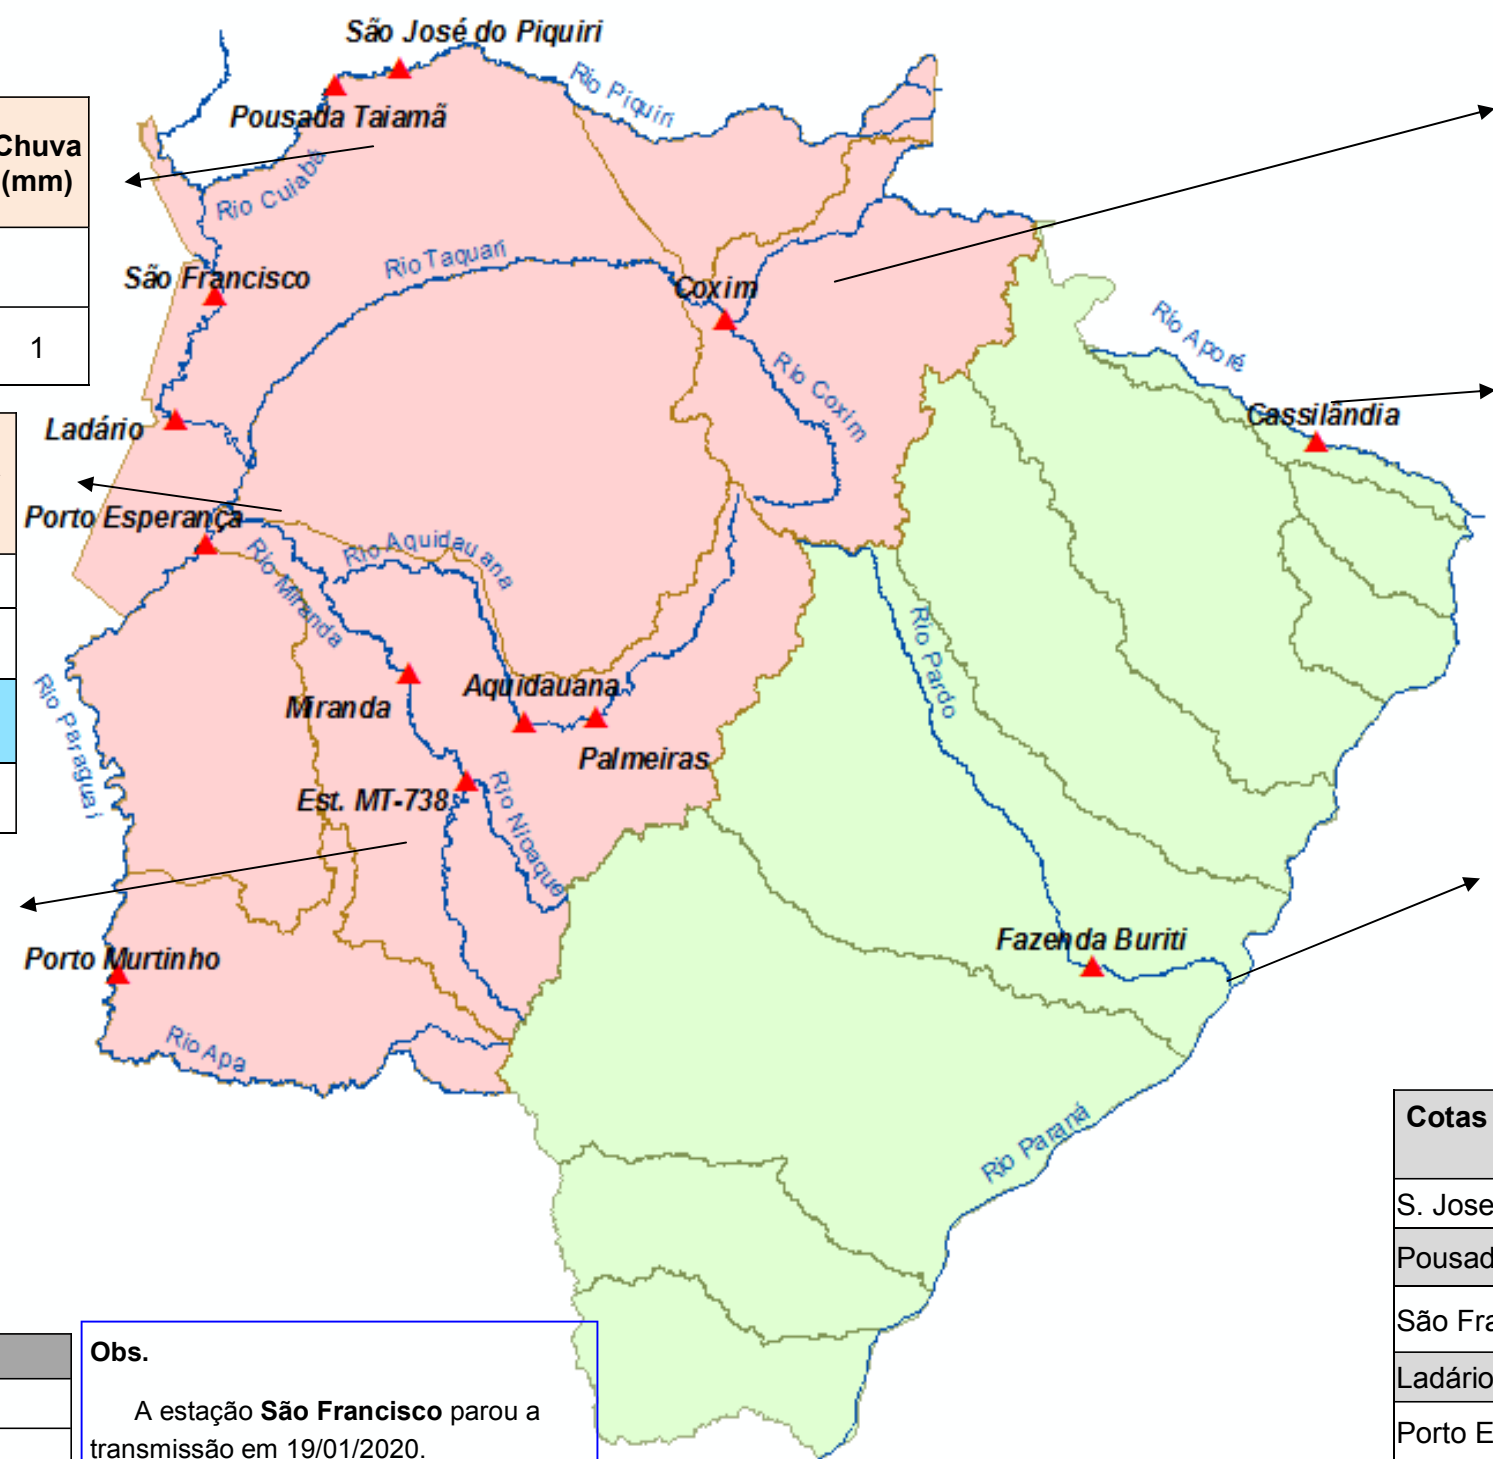 São José do Piquiri
Rio Piquiri
Pousada Taiamã
Chuva
(mm)
Rio Cuiabá
Rio Taquari
São Francisco
Coxim
1
Rio Aporé
Rio Coxim
Cassilândia
Ladário
Porto Esperança
Rio Aquidauana
Rio Miranda
Rio Pardo
Aquidauana
Miranda
Rio Paraguai
Palmeiras
Est. MT-738
Rio Nioaque
Fazenda Buriti
Porto Murtinho
Rio Apa
Rio Paraná
Cotas
S. Jose
Pousad
São Fra
Ladário
Porto E
Obs.
A estação São Francisco parou a
transmissão em 19/01/2020.